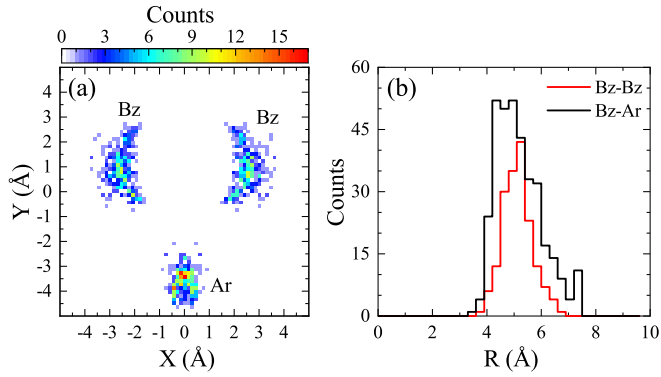 Counts
0 3 6 9 12 15
(a)
Bz
Bz
4
3
2
1
0
-1
-2
-3
-4
Y (Å)
Ar
-4 -3 -2 -1 0 1 2 3 4
X (Å)
60
45
30
15
0
Counts
(b)
Bz-Bz
Bz-Ar
0 2 4 6 8 10
R (Å)